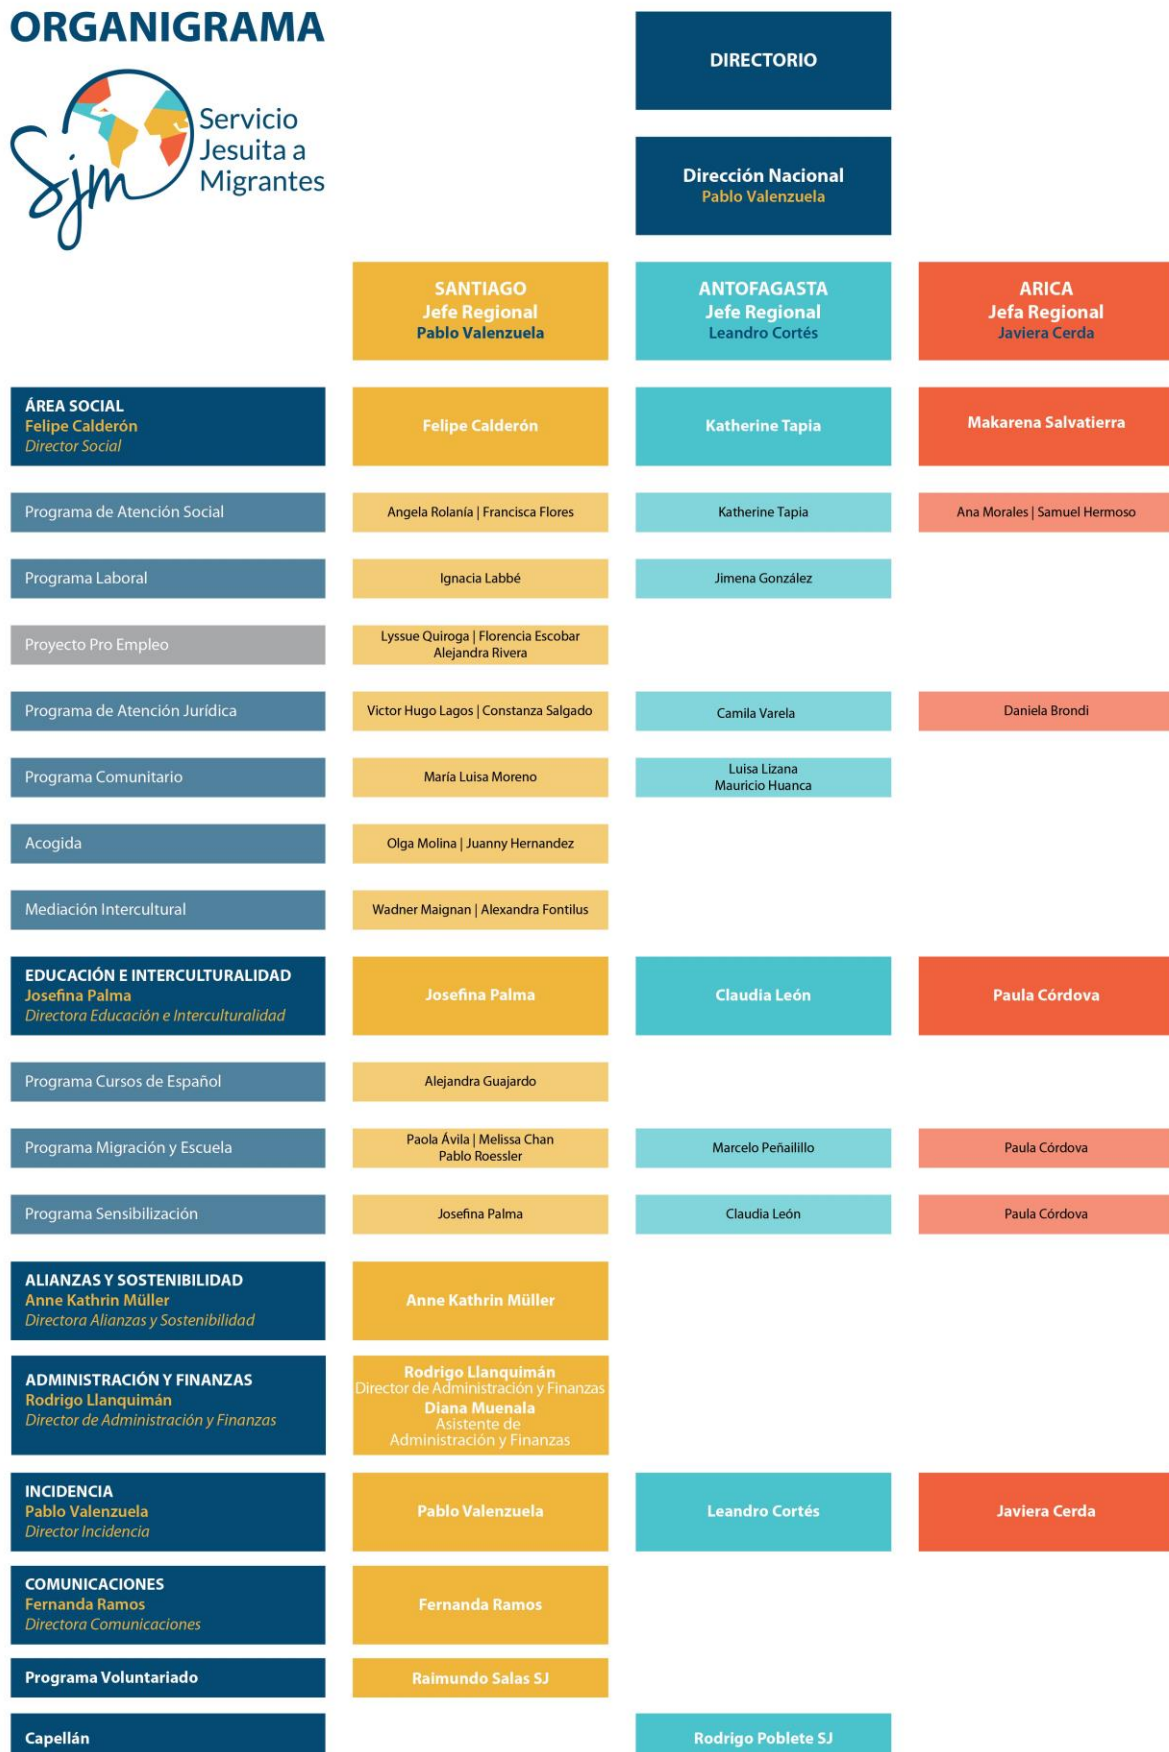 ORGANIGRAMA
Sjm
Servicio
Jesuita a
Migrantes
DIRECTORIO
Dirección Nacional
Pablo Valenzuela
SANTIAGO
Jefe Regional
Pablo Valenzuela
ANTOFAGASTA
Jefe Regional
Leandro Cortés
ARICA
Jefa Regional
Javiera Cerda
ÁREA SOCIAL
Felipe Calderón
Director Social
Felipe Calderón
Katherine Tapia
Makarena Salvatierra
Programa de Atención Social
Angela Rolanía | Francisca Flores
Katherine Tapia
Ana Morales | Samuel Hermoso
Programa Laboral
Ignacia Labbé
Jimena González
Proyecto Pro Empleo
Lyssue Quiroga | Florencia Escobar
Alejandra Rivera
Programa de Atención Jurídica
Victor Hugo Lagos | Constanza Salgado
Camila Varela
Daniela Brondi
Programa Comunitario
María Luisa Moreno
Luisa Lizana
Mauricio Huanca
Acogida
Olga Molina | Juanny Hernandez
Mediación Intercultural
Wadner Maignan | Alexandra Fontilus
EDUCACIÓN E INTERCULTURALIDAD
Josefina Palma
Directora Educación e Interculturalidad
Josefina Palma
Claudia León
Paula Córdova
Programa Cursos de Español
Alejandra Guajardo
Programa Migración y Escuela
Paola Ávila | Melissa Chan
Pablo Roessler
Marcelo Peñailillo
Paula Córdova
Programa Sensibilización
Josefina Palma
Claudia León
Paula Córdova
ALIANZAS Y SOSTENIBILIDAD
Anne Kathrin Müller
Directora Alianzas y Sostenibilidad
Anne Kathrin Müller
ADMINISTRACIÓN Y FINANZAS
Rodrigo Llanquimán
Director de Administración y Finanzas
Rodrigo Llanquimán
Director de Administración y Finanzas
Diana Muenala
Asistente de
Administración y Finanzas
INCIDENCIA
Pablo Valenzuela
Director Incidencia
Pablo Valenzuela
Leandro Cortés
Javiera Cerda
COMUNICACIONES
Fernanda Ramos
Directora Comunicaciones
Fernanda Ramos
Programa Voluntariado
Raimundo Salas SJ
Capellán
Rodrigo Poblete SJ